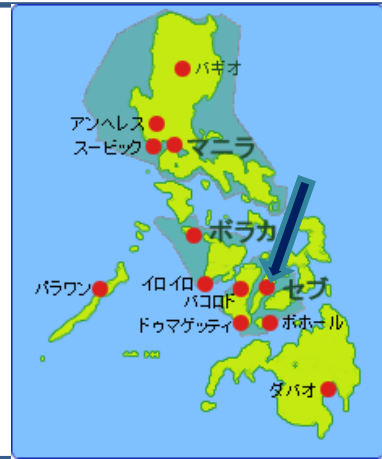 バギオ
アンヘレス
スービック
マニラ
ボラカ
パラワン
イロイロ
セブ
バコロド
ドゥマゲッティ
ボホール
ダバオ